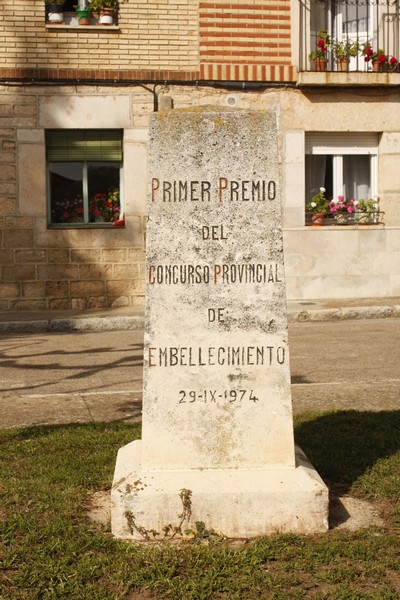 PRIMER PREMIO
DEL
CONCURSO PROVINCIAL
DE
EMBELLECIMIENTO
29-IX-1974